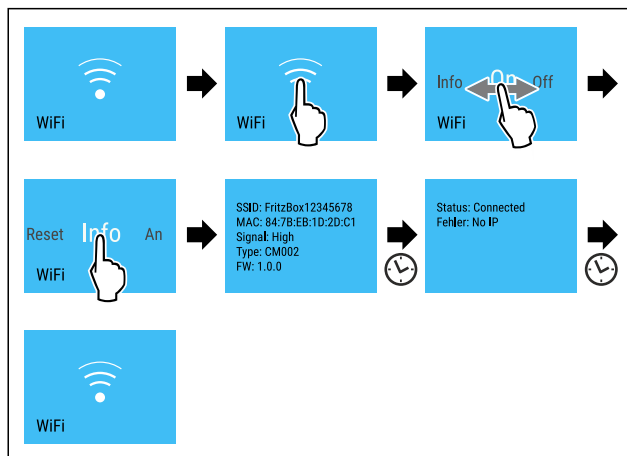 WiFi
WiFi
Info On Off
WiFi
Reset Info An
WiFi
SSID: FritzBox12345678
MAC: 84:7B:EB:1D:2D:C1
Signal: High
Type: CM002
FW: 1.0.0
Status: Connected
Fehler: No IP
WiFi